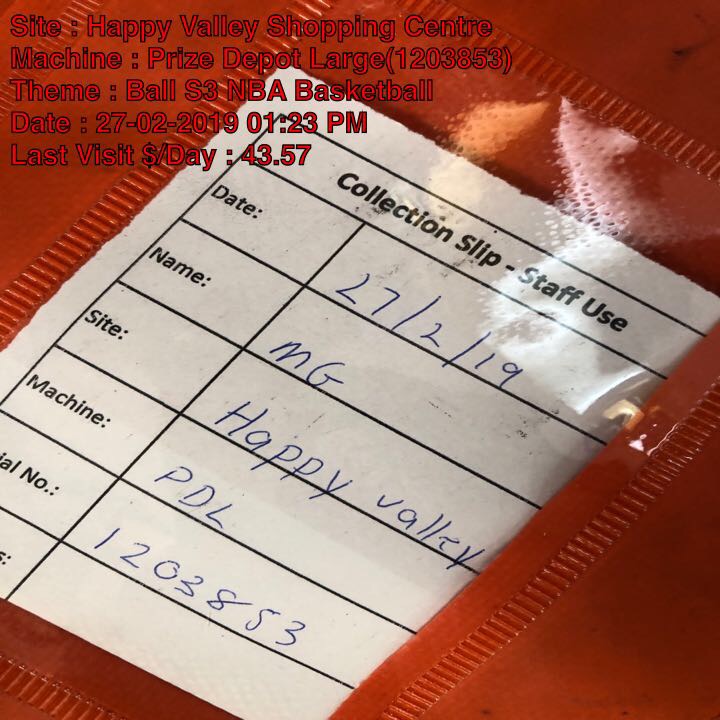 Site : Happy Valley Shopping Centre
Machine : Prize Depot Large(1203853)
Theme : Ball S3 NBA Basketball
Date : 27-02-2019 01:23 PM
Last Visit $/Day : 43.57
Collection Slip - Staff Use
Date: 27/2/19
Name: MG
Site: Happy valley
Machine: PDL
ial No.: 1203853
s: